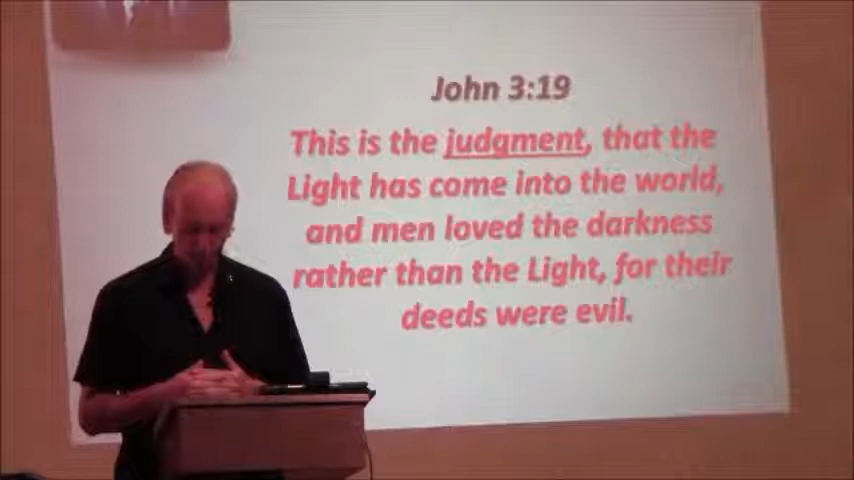 John 3:19
This is the judgment, that the
Light has come into the world,
and men loved the darkness
rather than the Light, for their
deeds were evil.